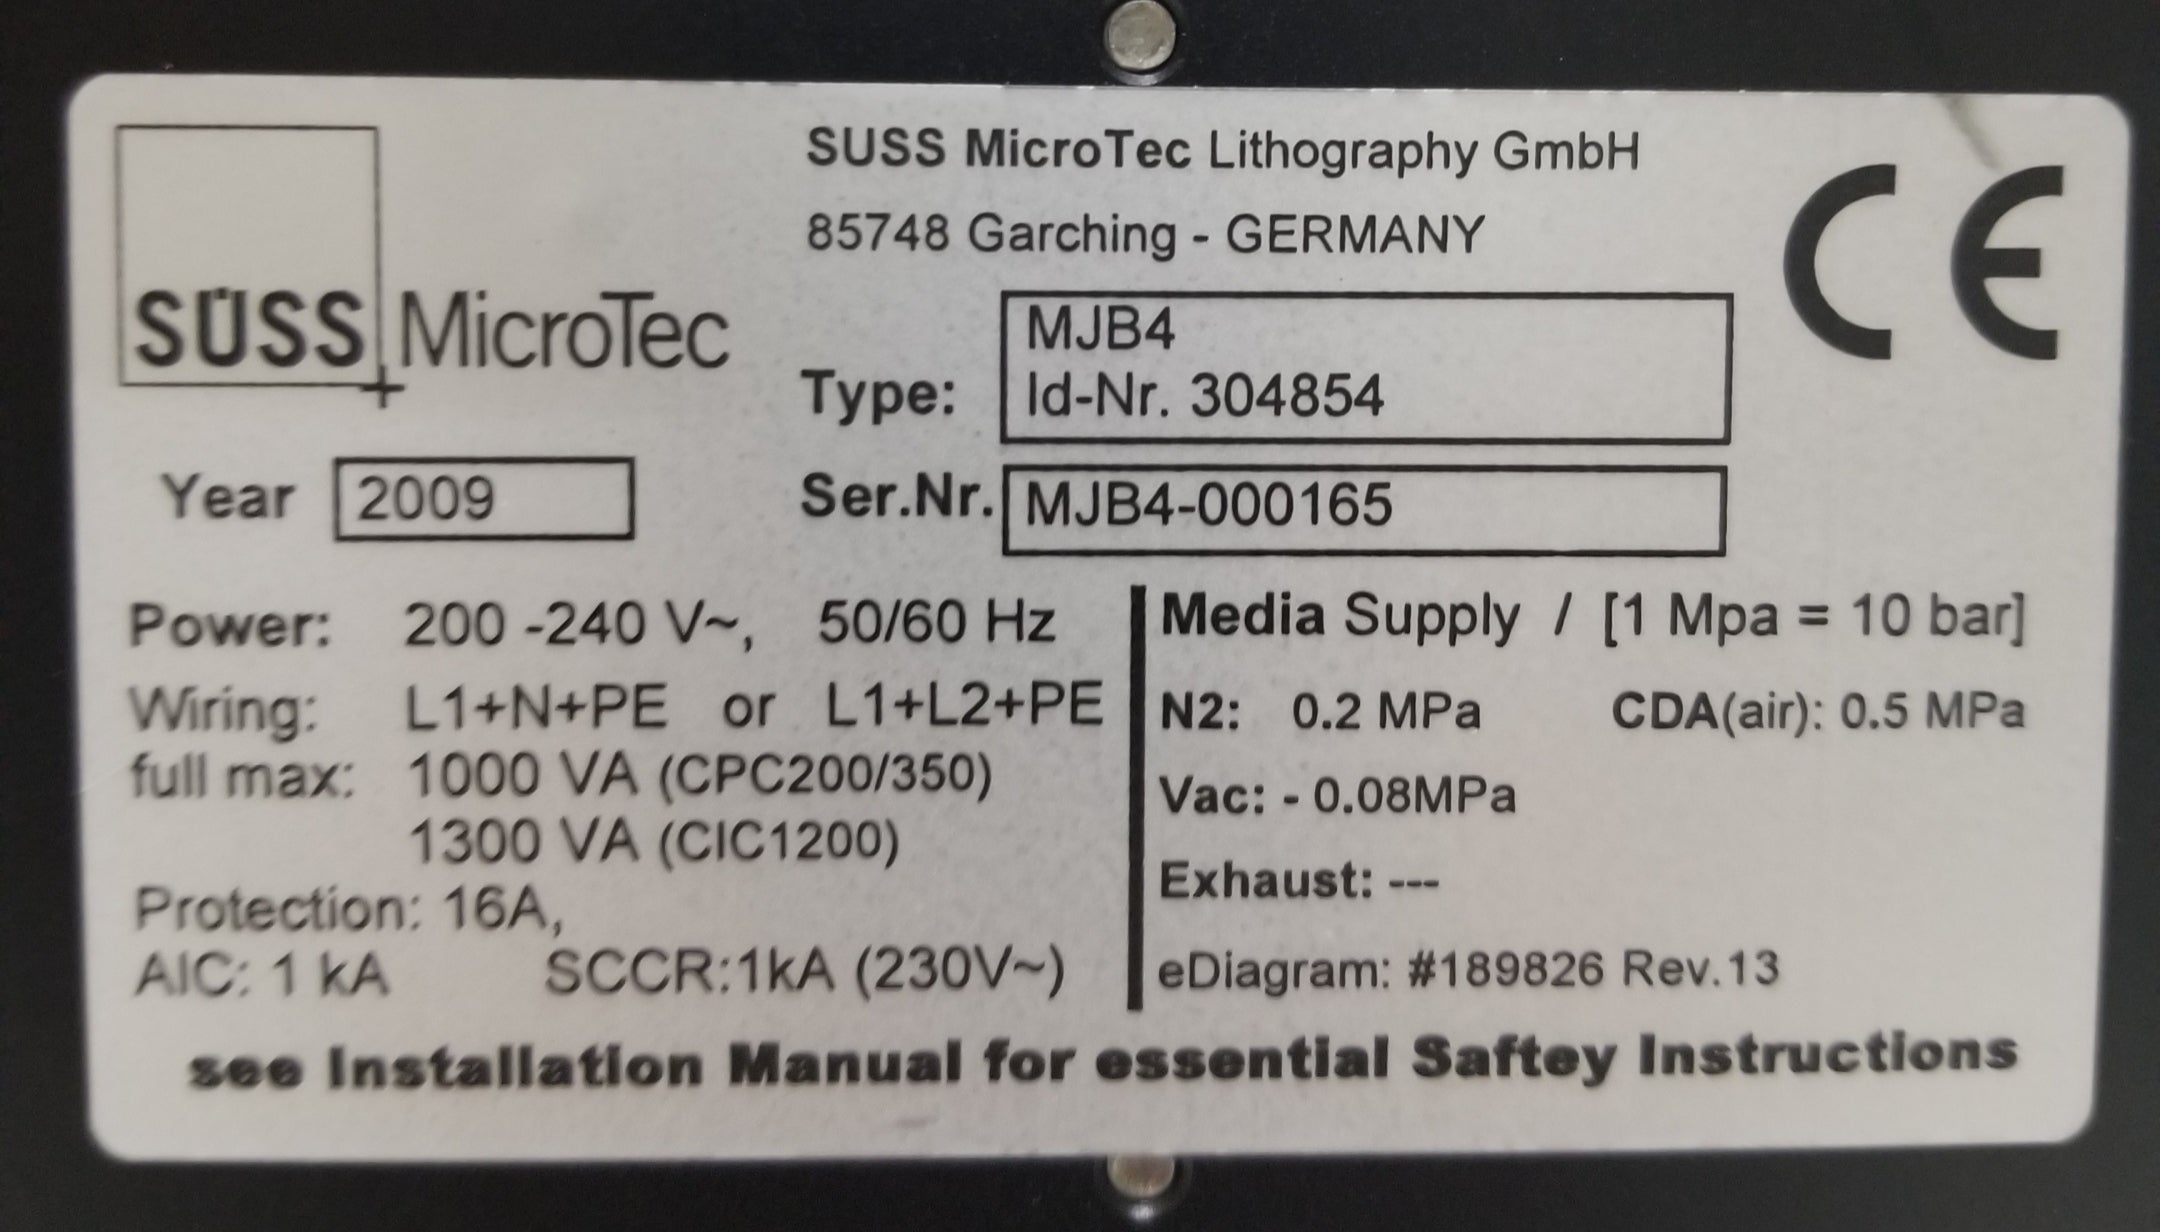 SÜSS MicroTec
SUSS MicroTec Lithography GmbH
85748 Garching - GERMANY
CE
Type: MJB4
Id-Nr. 304854
Year 2009
Ser.Nr. MJB4-000165
Power: 200 -240 V~, 50/60 Hz
Wiring: L1+N+PE or L1+L2+PE
full max: 1000 VA (CPC200/350)
1300 VA (CIC1200)
Protection: 16A,
AIC: 1 kA SCCR:1kA (230V~)
Media Supply / [1 Mpa = 10 bar]
N2: 0.2 MPa CDA(air): 0.5 MPa
Vac: - 0.08MPa
Exhaust: ---
eDiagram: #189826 Rev.13
see Installation Manual for essential Saftey Instructions